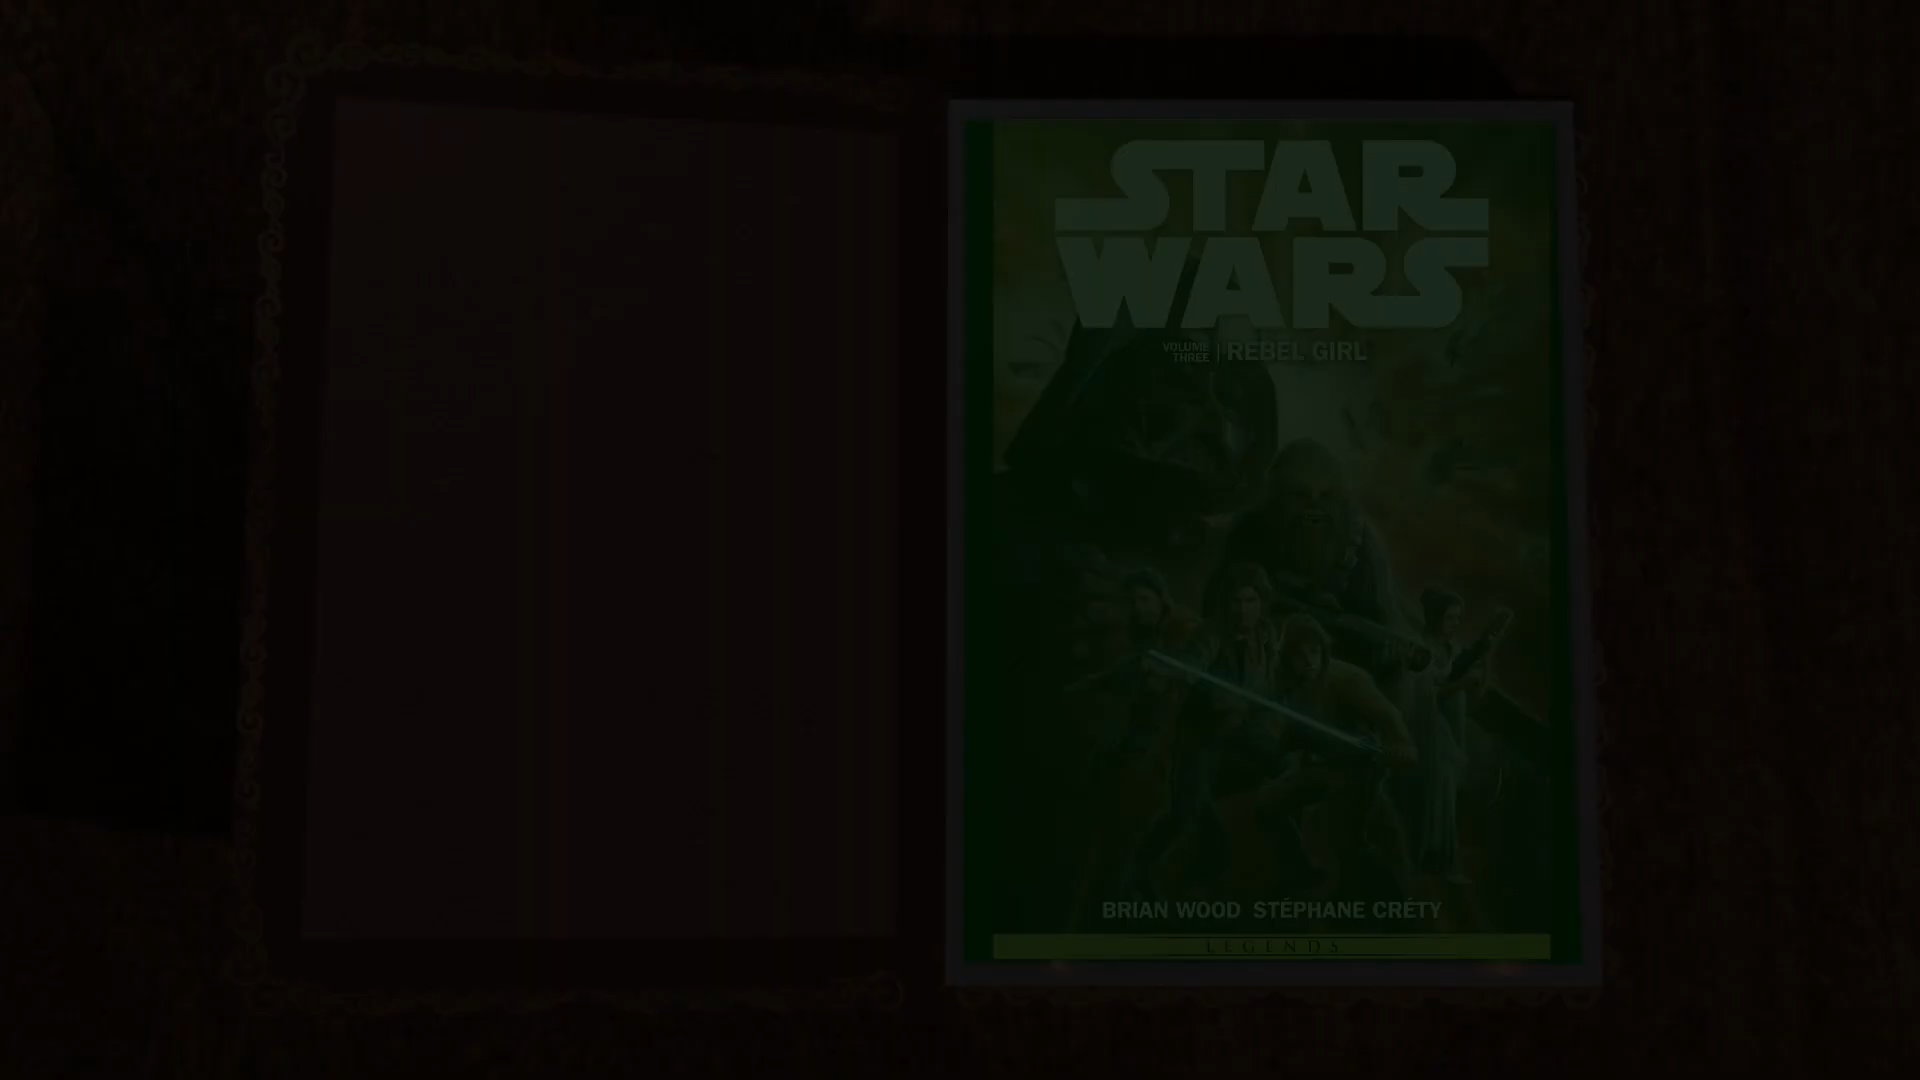 STAR
WARS
VOLUME
THREE | REBEL GIRL
BRIAN WOOD STÉPHANE CRÉTY
LEGENDS